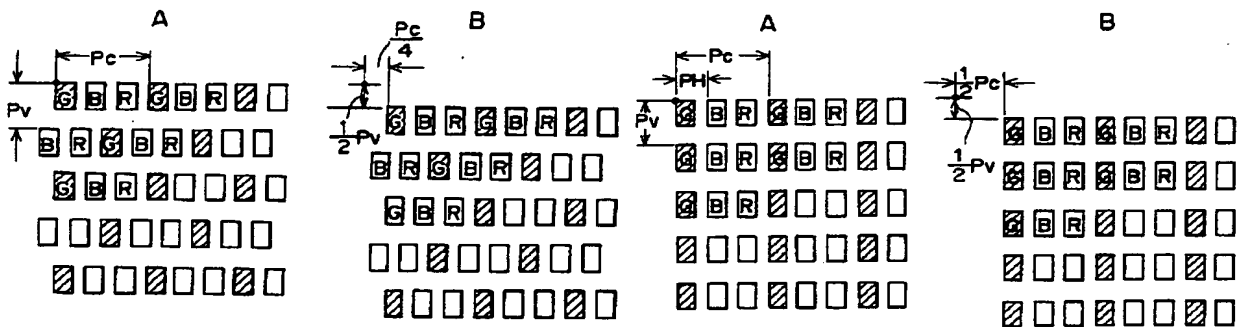 A
B
A
B
Pc
Pc/4
Pc
PH
1/2 Pc
Pv
1/2 Pv
Pv
1/2 Pv
G B R G B R
B R G B R
G B R
G B R G B R
B R G B R
G B R
G B R G B R
G B R G B R
G B R
G B R G B R
G B R G B R
G B R